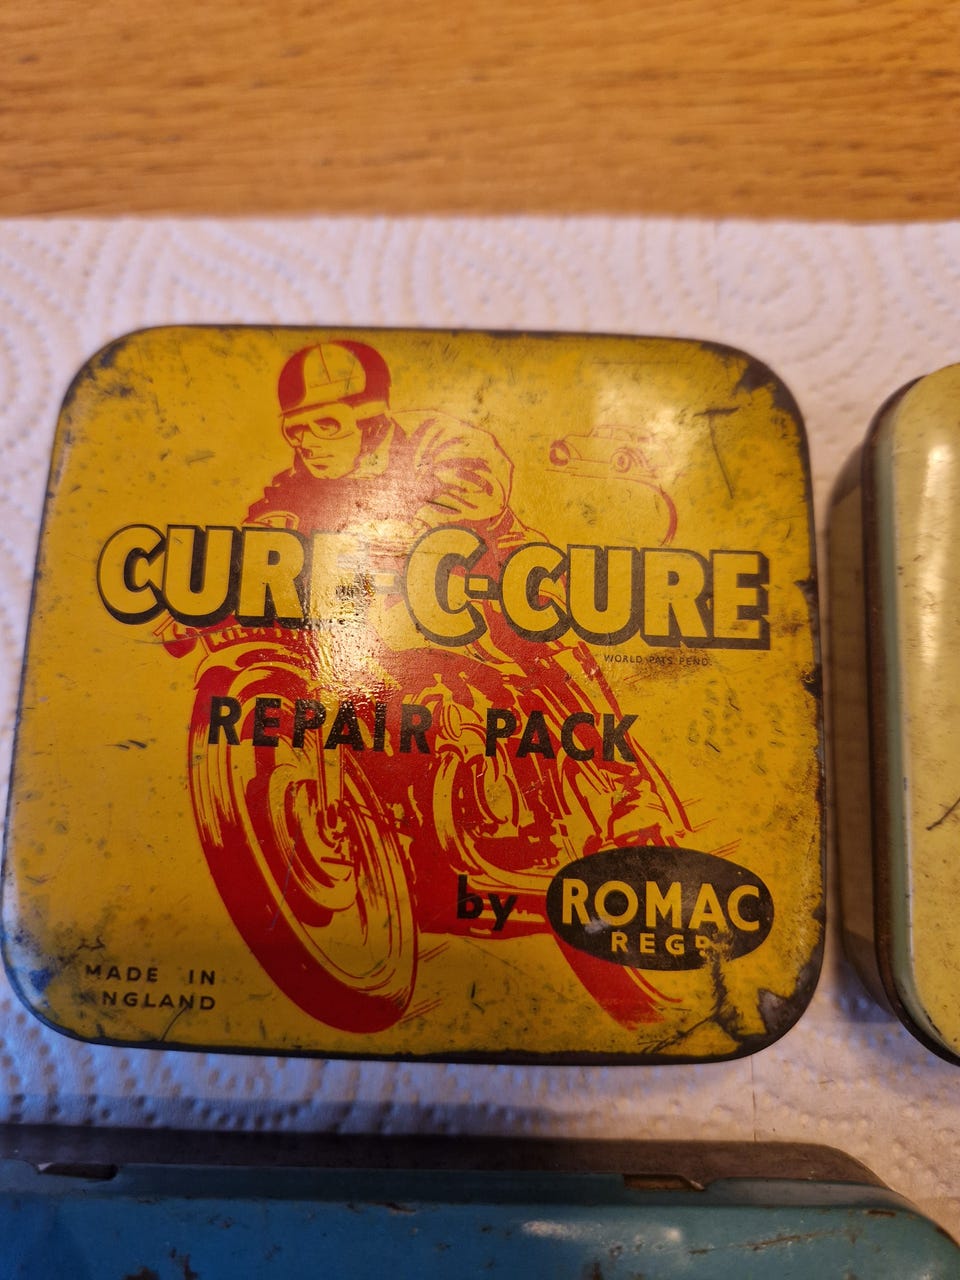 CURE-C-CURE
WORLD PATS. PEND.
REPAIR PACK
by ROMAC
REGD
MADE IN
NGLAND